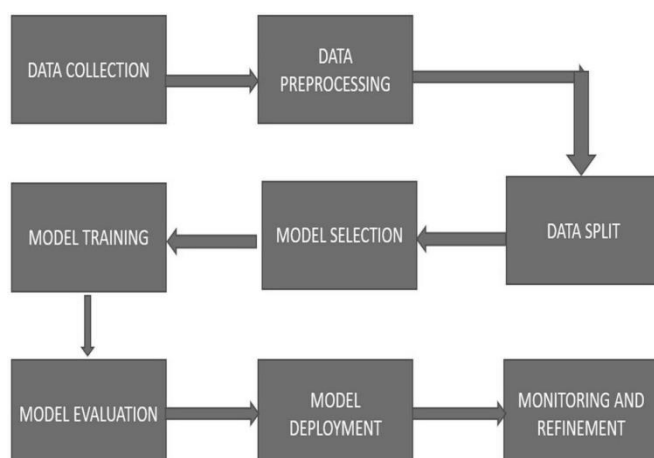 DATA COLLECTION
DATA
PREPROCESSING
DATA SPLIT
MODEL SELECTION
MODEL TRAINING
MODEL EVALUATION
MODEL
DEPLOYMENT
MONITORING AND
REFINEMENT